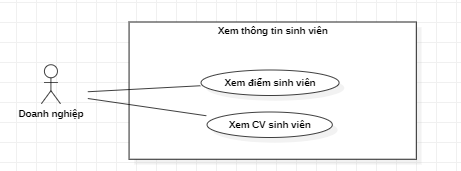 Xem thông tin sinh viên
Xem điểm sinh viên
Doanh nghiệp
Xem CV sinh viên